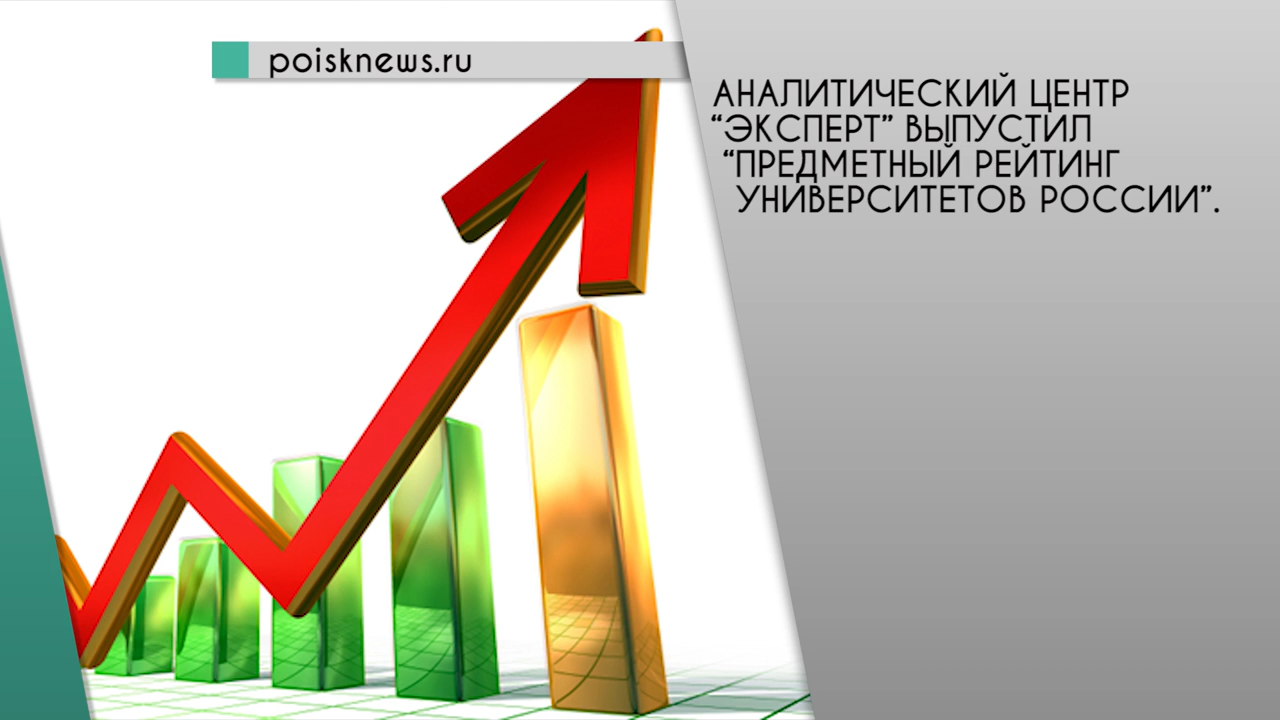 poisknews.ru
АНАЛИТИЧЕСКИЙ ЦЕНТР
“ЭКСПЕРТ” ВЫПУСТИЛ
“ПРЕДМЕТНЫЙ РЕЙТИНГ
УНИВЕРСИТЕТОВ РОССИИ”.